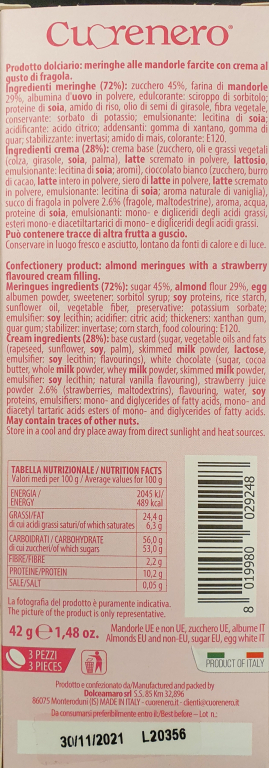 Cuorenero®
Prodotto dolciario: meringhe alle mandorle farcite con crema al
gusto di fragola.
Ingredienti meringhe (72%): zucchero 45%, farina di mandorle
29%, albumina d'uovo in polvere, edulcorante: sciroppo di sorbitolo;
proteine di soia, amido di riso, olio di semi di girasole, fibra vegetale,
conservante: sorbato di potassio; emulsionante: lecitina di soia;
acidificante: acido citrico; addensanti: gomma di xantano, gomma di
guar; stabilizzante: invertasi; amido di mais, colorante: E120.
Ingredienti crema (28%): crema base (zucchero, oli e grassi vegetali
(colza, girasole, soia, palma), latte scremato in polvere, lattosio,
emulsionante: lecitina di soia; aromi), cioccolato bianco (zucchero, burro
di cacao, latte intero in polvere, siero di latte in polvere, latte scremato
in polvere, emulsionante: lecitina di soia; aroma naturale di vaniglia),
succo di fragola in polvere 2.6% (fragole, maltodestrine), aroma, acqua,
proteine di soia, emulsionanti: mono- e digliceridi degli acidi grassi,
esteri mono- e diacetiltartarici di mono- e digliceridi degli acidi grassi.
Può contenere tracce di altra frutta a guscio.
Conservare in luogo fresco e asciutto, lontano da fonti di calore e di luce.
Confectionery product: almond meringues with a strawberry
flavoured cream filling.
Meringues ingredients (72%): sugar 45%, almond flour 29%, egg
albumen powder, sweetener: sorbitol syrup; soy proteins, rice starch,
sunflower oil, vegetable fiber, preservative: potassium sorbate;
emulsifier: soy lecithin; acidifier: citric acid; thickeners: xanthan gum,
guar gum; stabilizer: invertase; corn starch, food colouring: E120.
Cream ingredients (28%): base custard (sugar, vegetable oils and fats
(rapeseed, sunflower, soy, palm), skimmed milk powder, lactose,
emulsifier: soy lecithin; flavourings), white chocolate (sugar, cocoa
butter, whole milk powder, whey milk powder, skimmed milk powder,
emulsifier: soy lecithin; natural vanilla flavouring), strawberry juice
powder 2.6% (strawberries, maltodextrins), flavouring, water, soy
proteins, emulsifiers: mono- and diglycerides of fatty acids, mono- and
diacetyl tartaric acids esters of mono- and diglycerides of fatty acids.
May contain traces of other nuts.
Store in a cool and dry place away from direct sunlight and heat sources.
TABELLA NUTRIZIONALE / NUTRITION FACTS
Valori medi per 100 g / Average values for 100 g
ENERGIA / 2045 kJ/
ENERGY 489 kcal
GRASSI/FAT 24,4 g
di cui acidi grassi saturi/of which saturates 6,3 g
CARBOIDRATI / CARBOHYDRATE 56,0 g
di cui zuccheri/of which sugars 53,0 g
FIBRE/FIBRE 2,2 g
PROTEINE/PROTEIN 10,2 g
SALE/SALT 0,05 g
8 019980 029248
La fotografia del prodotto è puramente indicativa.
The picture of the product is only representative.
42 g e 1,48 oz.
Mandorle UE e non UE, zucchero UE, albume IT
Almonds EU and non-EU, sugar EU, egg white IT
3 PEZZI
3 PIECES
PRODUCT OF ITALY
Prodotto e confezionato da/Manufactured and packed by
Dolceamaro srl S.S. 85 Km 32,896
86075 Monteroduni (IS) MADE IN ITALY - cuorenero.it - clienti@cuorenero.it
Da consumarsi preferibilmente entro il:/Best before - Lot n.:
30/11/2021 L20356